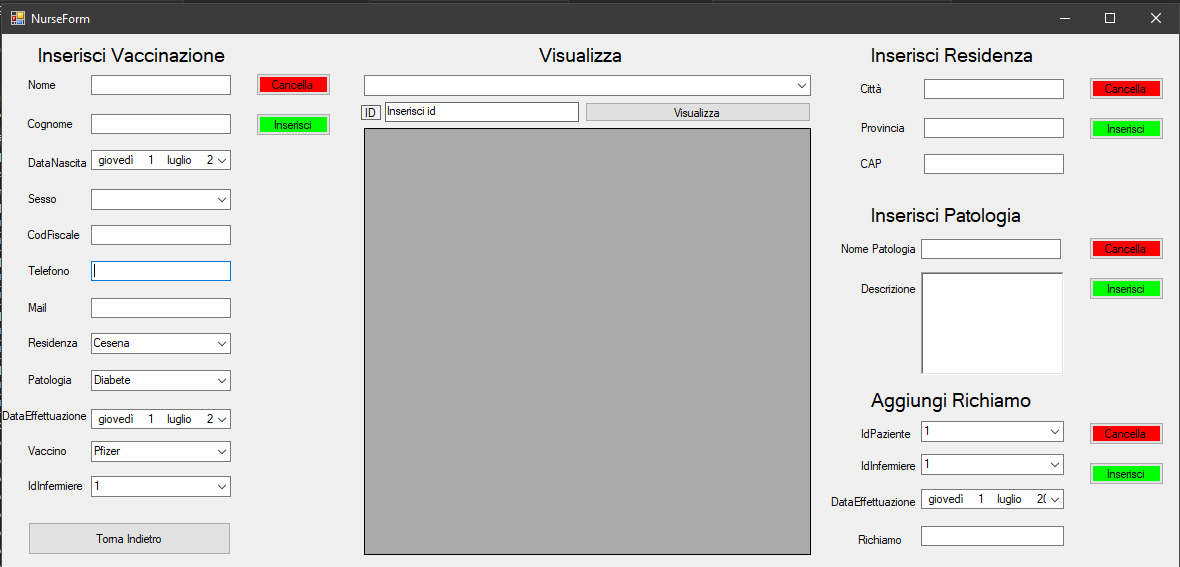 NurseForm
Inserisci Vaccinazione
Nome
Cancella
Cognome
Inserisci
DataNascita giovedì 1 luglio 2
Sesso
CodFiscale
Telefono
Mail
Residenza Cesena
Patologia Diabete
DataEffettuazione giovedì 1 luglio 2
Vaccino Pfizer
IdInfermiere 1
Torna Indietro
Visualizza
ID Inserisci id Visualizza
Inserisci Residenza
Città Cancella
Provincia Inserisci
CAP
Inserisci Patologia
Nome Patologia Cancella
Descrizione Inserisci
Aggiungi Richiamo
IdPaziente 1 Cancella
IdInfermiere 1 Inserisci
DataEffettuazione giovedì 1 luglio 20
Richiamo